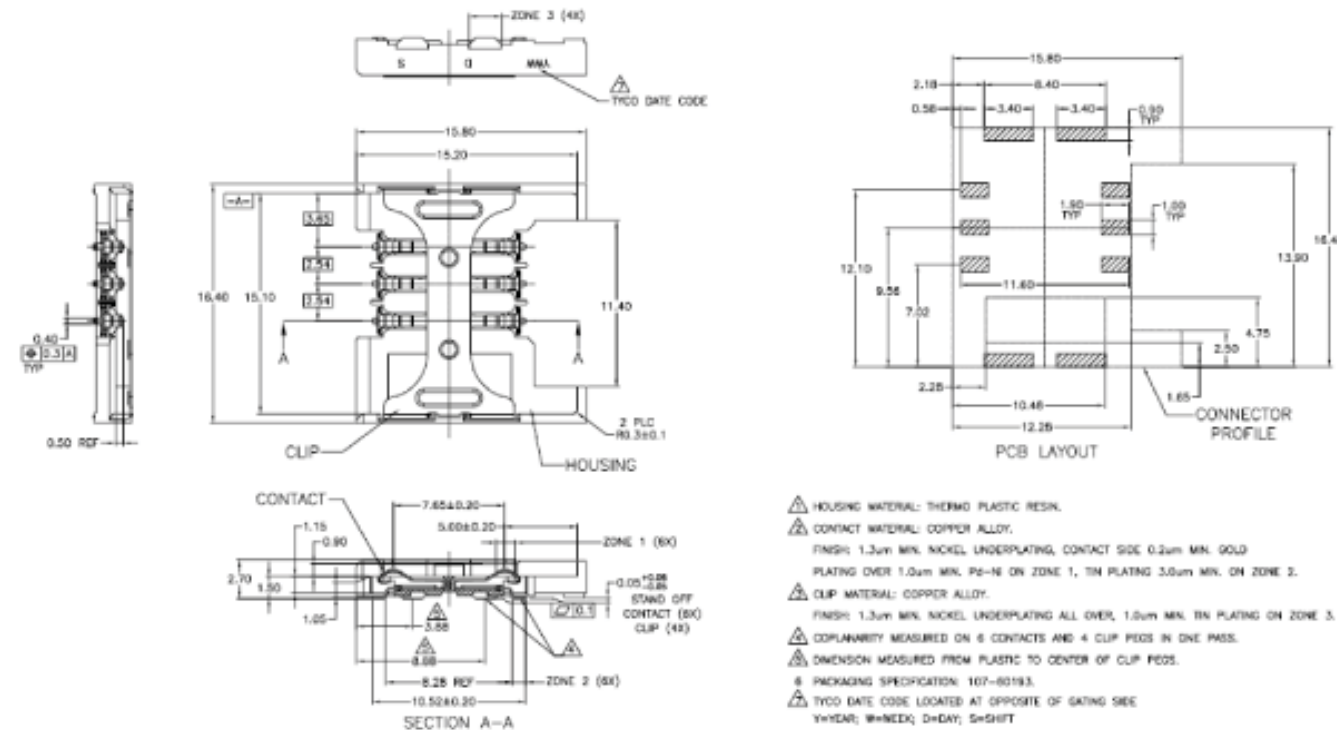 ZONE 3 (4X)
S D WWY
7
TYCO DATE CODE
15.80
15.20
-A-
3.65
2.54
2.54
16.40
15.10
11.40
A A
0.40
0.3 A
TYP
0.50 REF
2 PLC
R0.3±0.1
CLIP
HOUSING
CONTACT
7.65±0.20
5.00±0.20
ZONE 1 (6X)
1.15
0.90
2.70
1.50
1.05
0.05
STAND OFF
CONTACT (6X)
CLIP (4X)
0.1
3.88
8.88
8.28 REF
ZONE 2 (6X)
10.52±0.20
SECTION A-A
15.80
2.18
8.40
0.58
3.40
3.40
0.90
TYP
1.90
TYP
1.00
TYP
16.4
13.90
12.10
9.56
7.02
11.60
4.75
2.50
1.65
2.28
10.46
12.28
CONNECTOR
PROFILE
PCB LAYOUT
1 HOUSING MATERIAL: THERMO PLASTIC RESIN.
2 CONTACT MATERIAL: COPPER ALLOY.
FINISH: 1.3um MIN. NICKEL UNDERPLATING, CONTACT SIDE 0.2um MIN. GOLD
PLATING OVER 1.0um MIN. Pd-Ni ON ZONE 1, TIN PLATING 3.0um MIN. ON ZONE 2.
3 CLIP MATERIAL: COPPER ALLOY.
FINISH: 1.3um MIN. NICKEL UNDERPLATING ALL OVER, 1.0um MIN. TIN PLATING ON ZONE 3.
4 COPLANARITY MEASURED ON 6 CONTACTS AND 4 CLIP PEGS IN ONE PASS.
5 DIMENSION MEASURED FROM PLASTIC TO CENTER OF CLIP PEGS.
6 PACKAGING SPECIFICATION: 107-60193.
7 TYCO DATE CODE LOCATED AT OPPOSITE OF GATING SIDE
Y=YEAR; W=WEEK; D=DAY; S=SHIFT